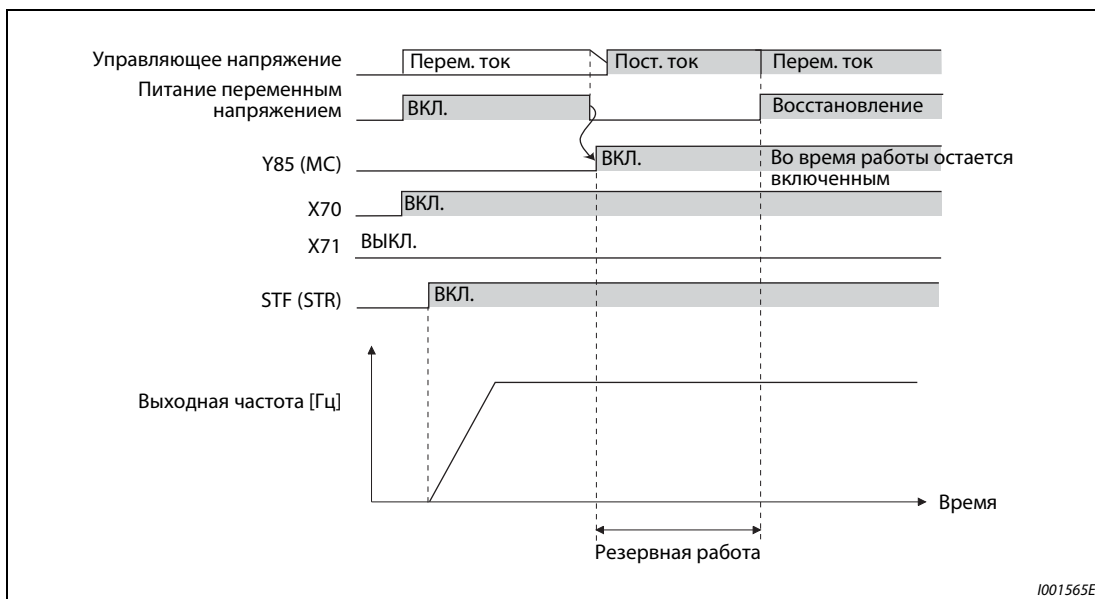 Управляющее напряжение
Перем. ток
Пост. ток
Перем. ток
Питание переменным
напряжением
ВКЛ.
Восстановление
Y85 (MC)
ВКЛ.
Во время работы остается
включенным
X70
ВКЛ.
X71
ВЫКЛ.
STF (STR)
ВКЛ.
Выходная частота [Гц]
Время
Резервная работа
I001565E